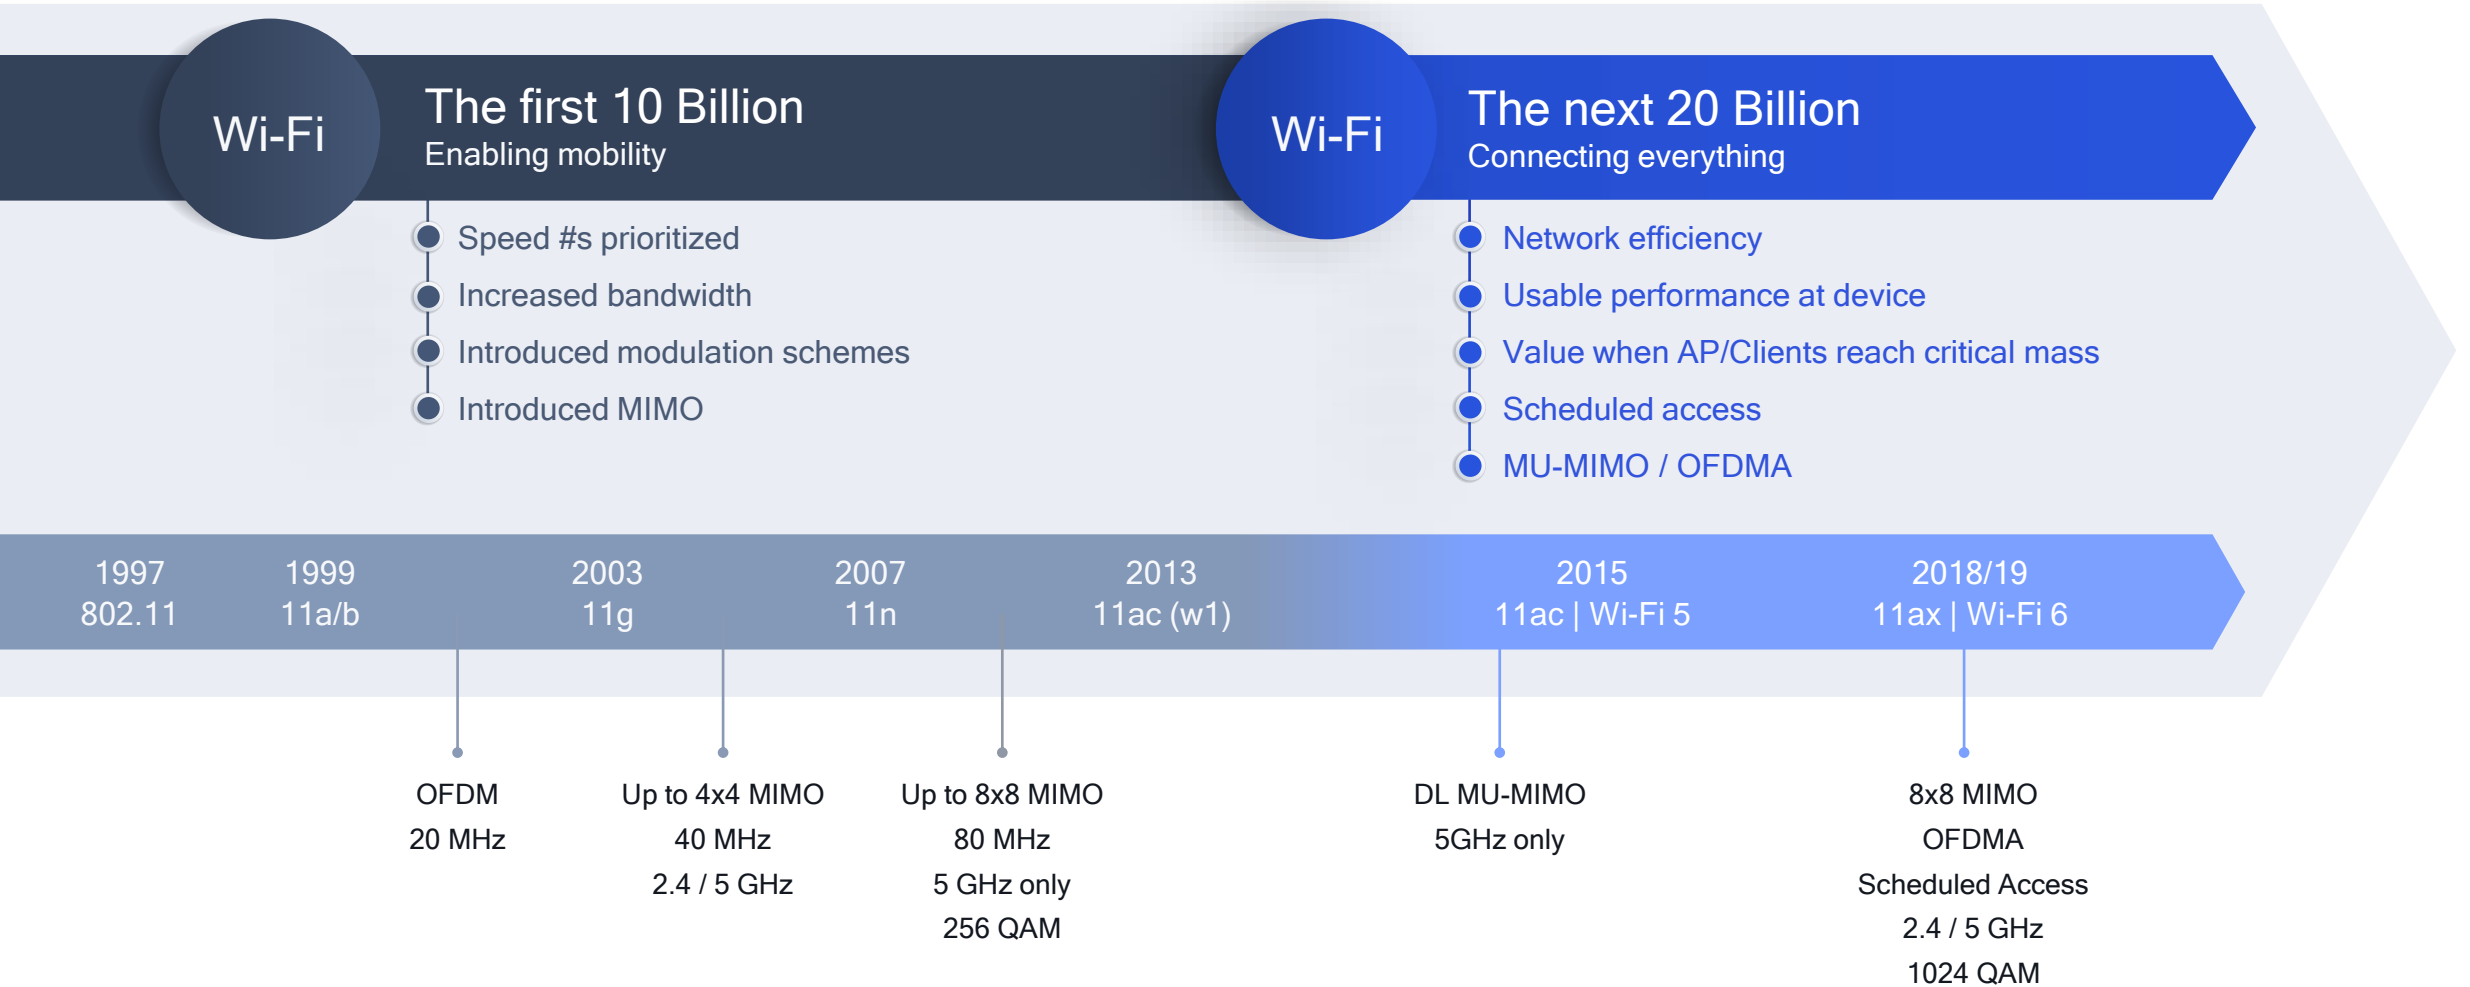 Wi-Fi
The first 10 Billion
Enabling mobility
Speed #s prioritized
Increased bandwidth
Introduced modulation schemes
Introduced MIMO
Wi-Fi
The next 20 Billion
Connecting everything
Network efficiency
Usable performance at device
Value when AP/Clients reach critical mass
Scheduled access
MU-MIMO / OFDMA
1997
802.11
1999
11a/b
2003
11g
2007
11n
2013
11ac (w1)
2015
11ac | Wi-Fi 5
2018/19
11ax | Wi-Fi 6
OFDM
20 MHz
Up to 4x4 MIMO
40 MHz
2.4 / 5 GHz
Up to 8x8 MIMO
80 MHz
5 GHz only
256 QAM
DL MU-MIMO
5GHz only
8x8 MIMO
OFDMA
Scheduled Access
2.4 / 5 GHz
1024 QAM